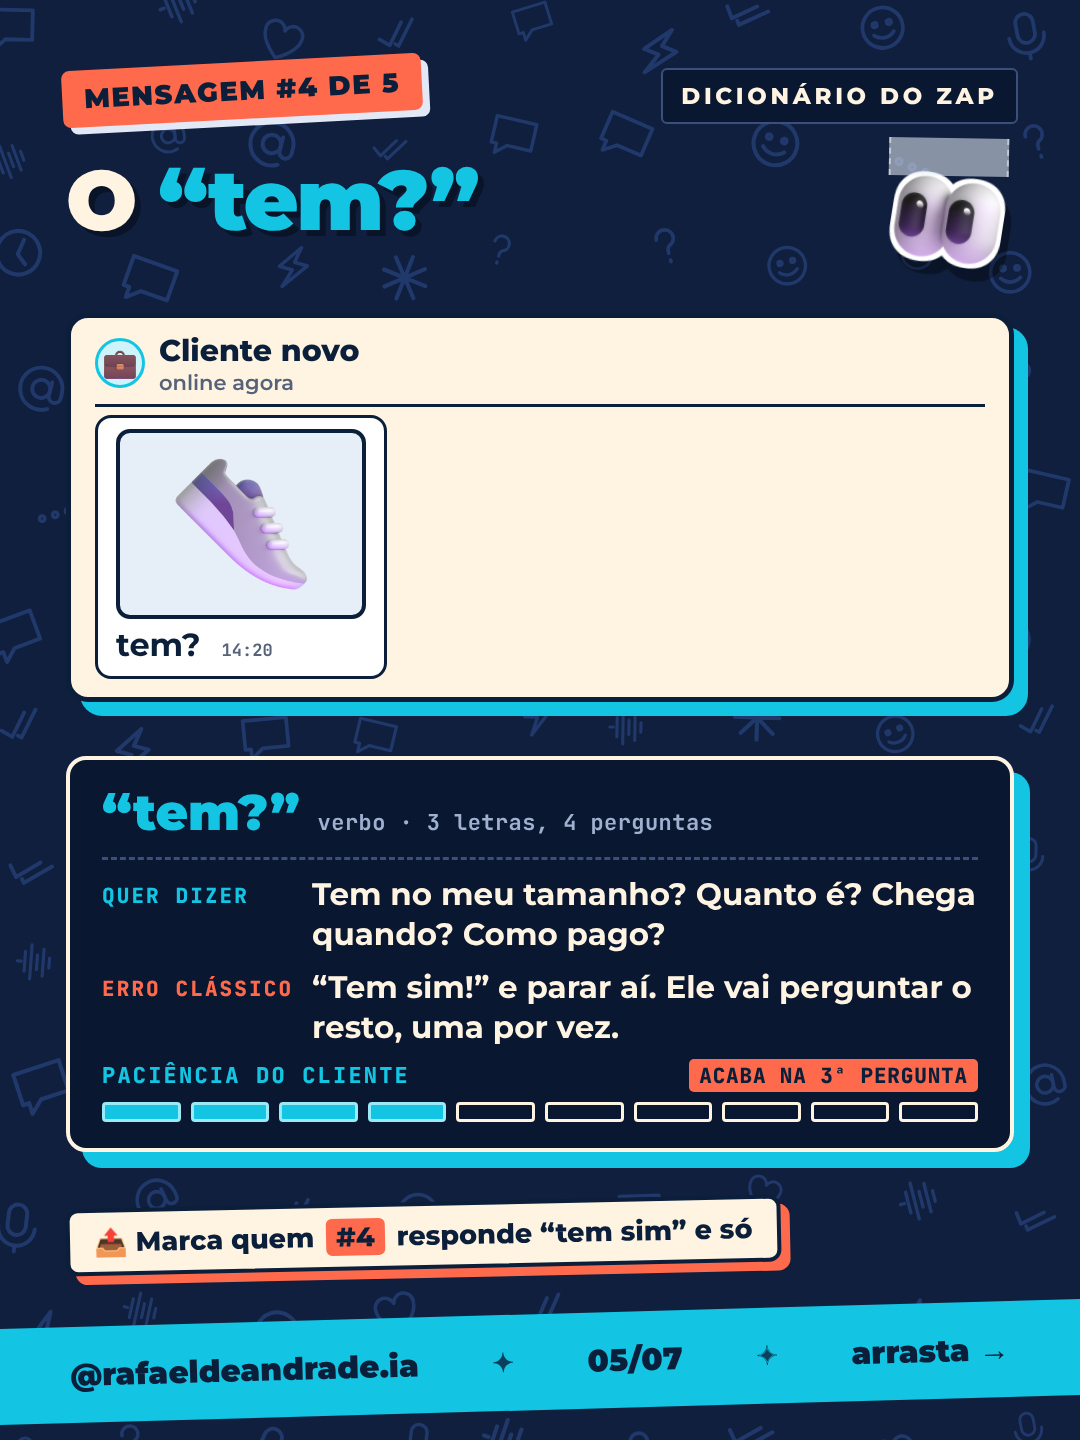 MENSAGEM #4 DE 5
DICIONÁRIO DO ZAP
O “tem?”
Cliente novo
online agora
tem? 14:20
“tem?” verbo · 3 letras, 4 perguntas
QUER DIZER Tem no meu tamanho? Quanto é? Chega
quando? Como pago?
ERRO CLÁSSICO “Tem sim!” e parar aí. Ele vai perguntar o
resto, uma por vez.
PACIÊNCIA DO CLIENTE ACABA NA 3ª PERGUNTA
📤 Marca quem #4 responde “tem sim” e só
@rafaeldeandrade.ia ✦ 05/07 ✦ arrasta →